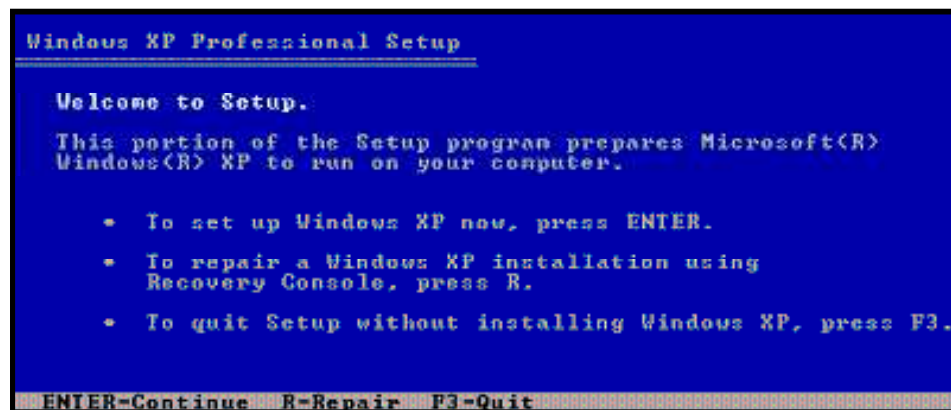 Windows XP Professional Setup
Welcome to Setup.
This portion of the Setup program prepares Microsoft(R)
Windows(R) XP to run on your computer.
• To set up Windows XP now, press ENTER.
• To repair a Windows XP installation using
Recovery Console, press R.
• To quit Setup without installing Windows XP, press F3.
ENTER=Continue R=Repair F3=Quit